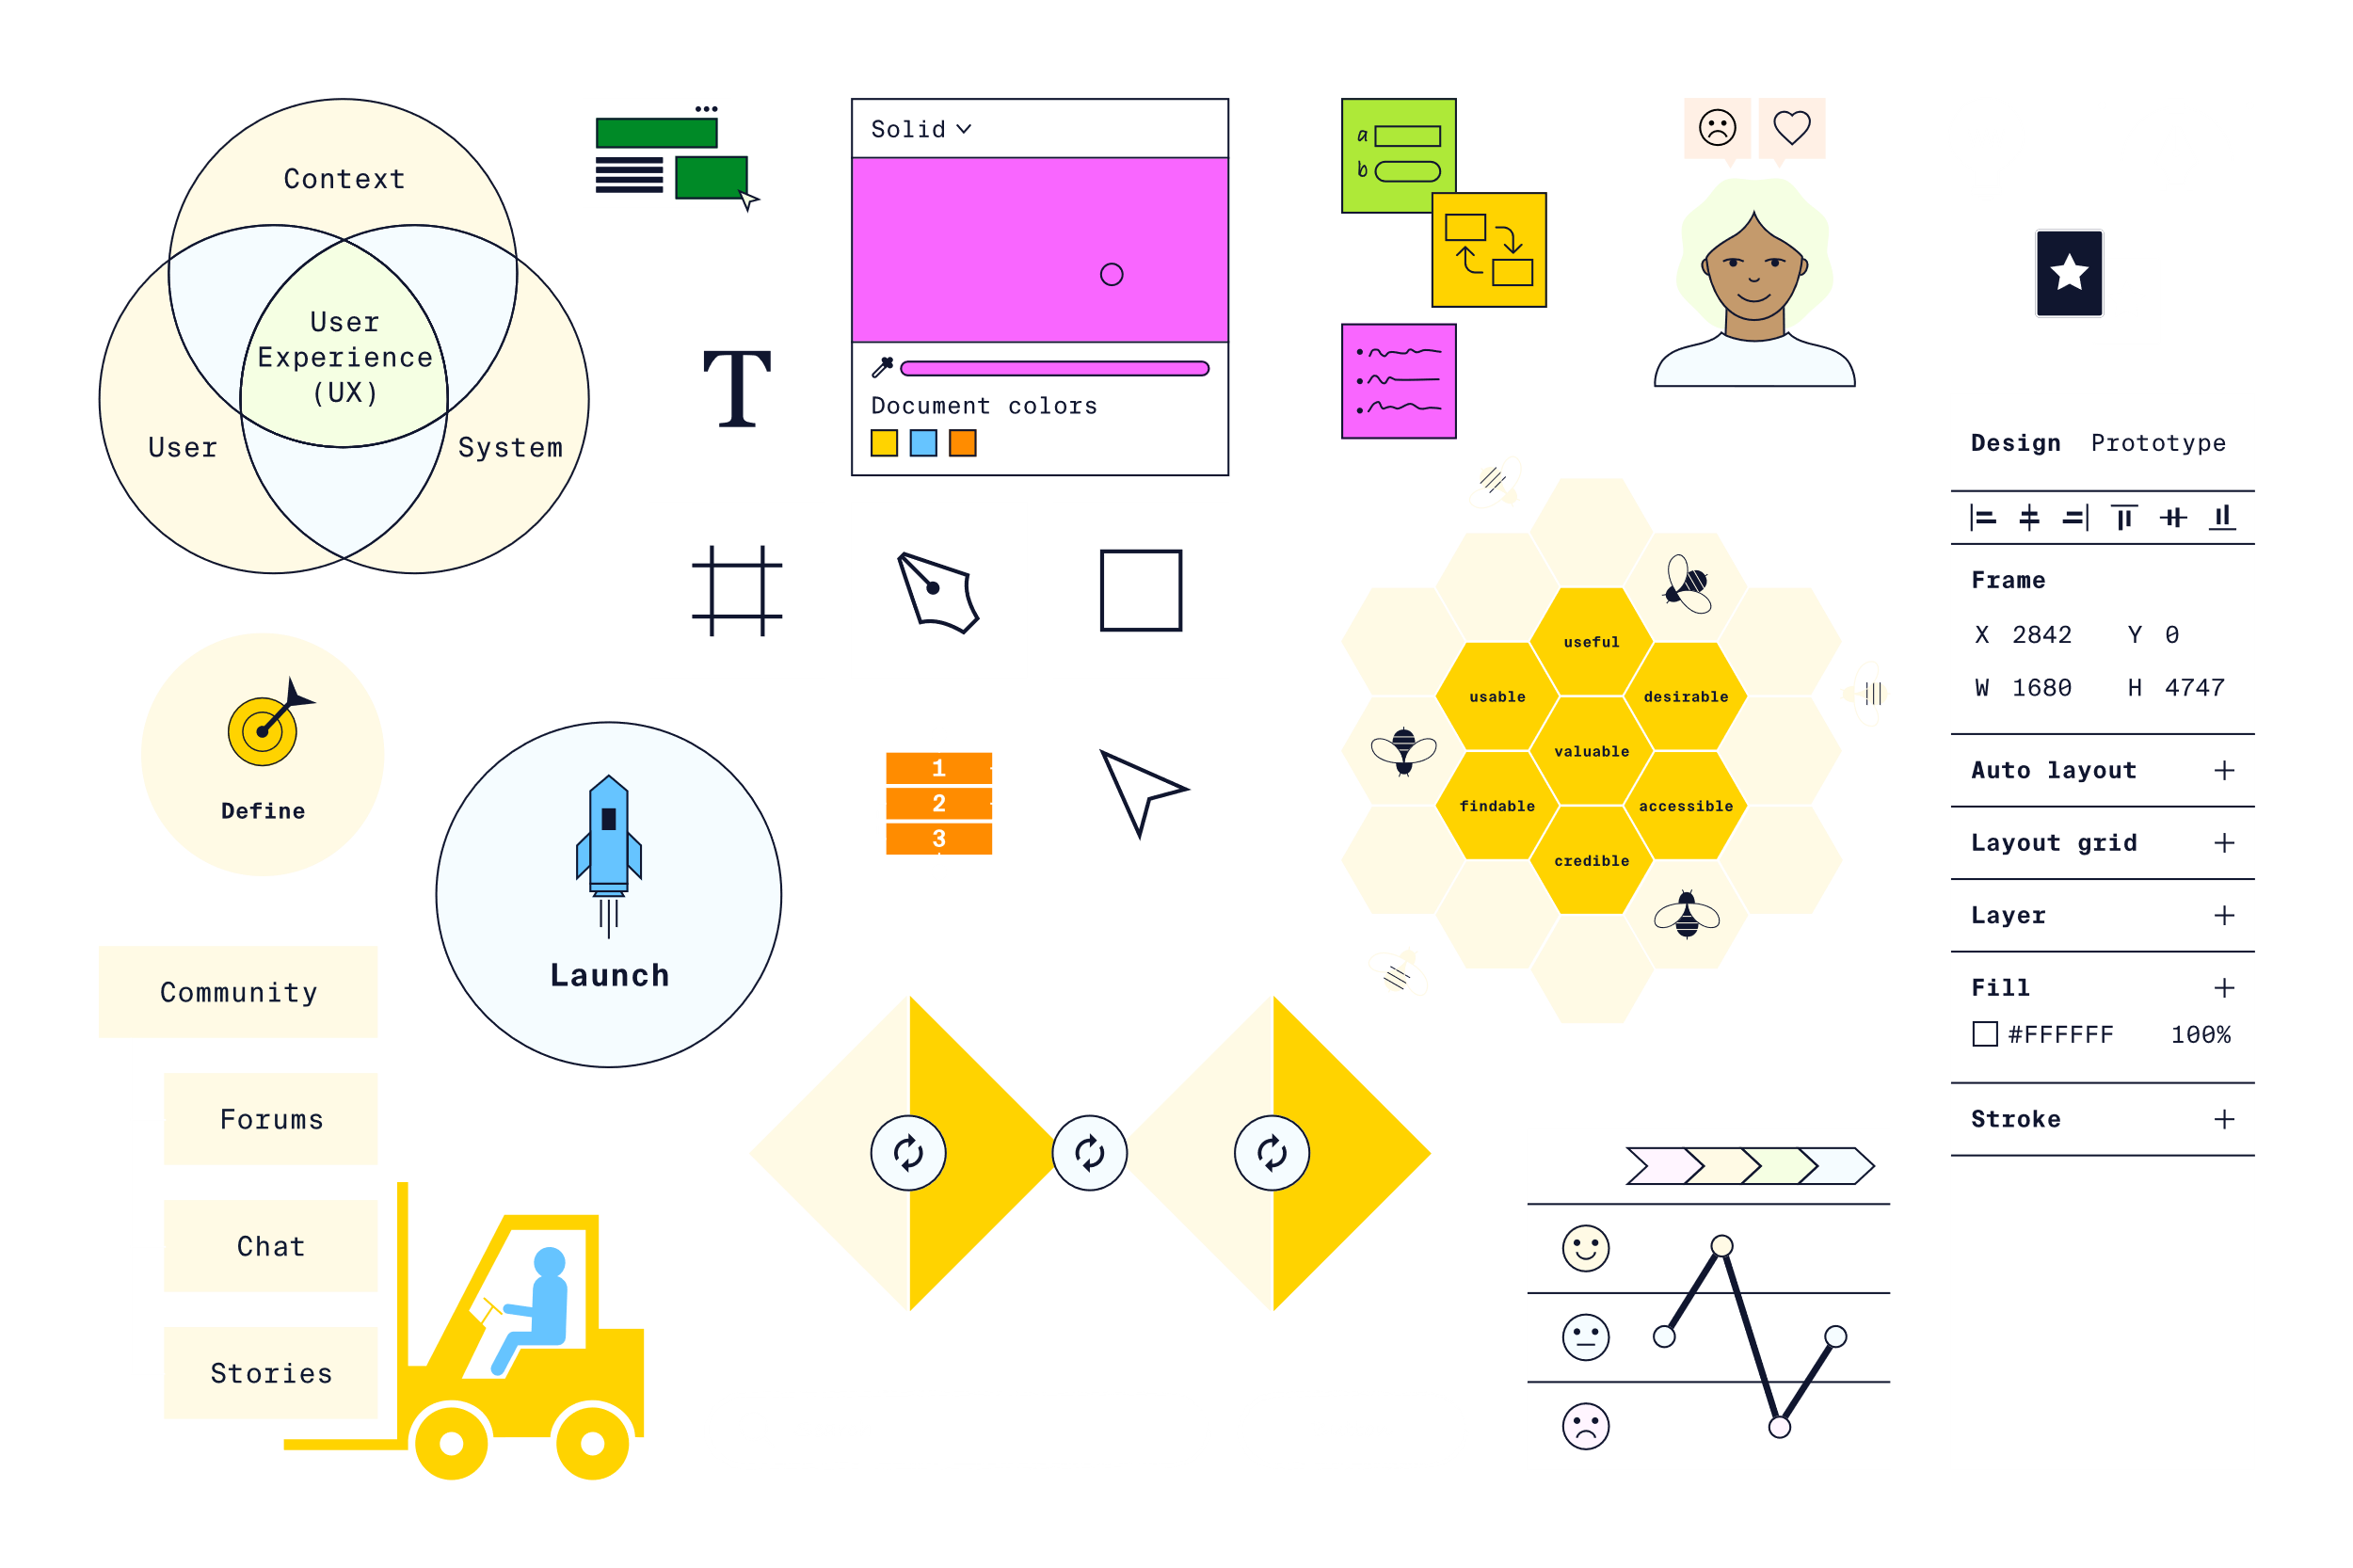 Context
User
Experience
(UX)
User
System
T
Solid
Document colors
a
b
Design Prototype
Frame
X 2842 Y 0
W 1680 H 4747
Auto layout
Layout grid
Layer
Fill
#FFFFFF 100%
Stroke
useful
usable
desirable
valuable
findable
accessible
credible
Define
Launch
1
2
3
Community
Forums
Chat
Stories